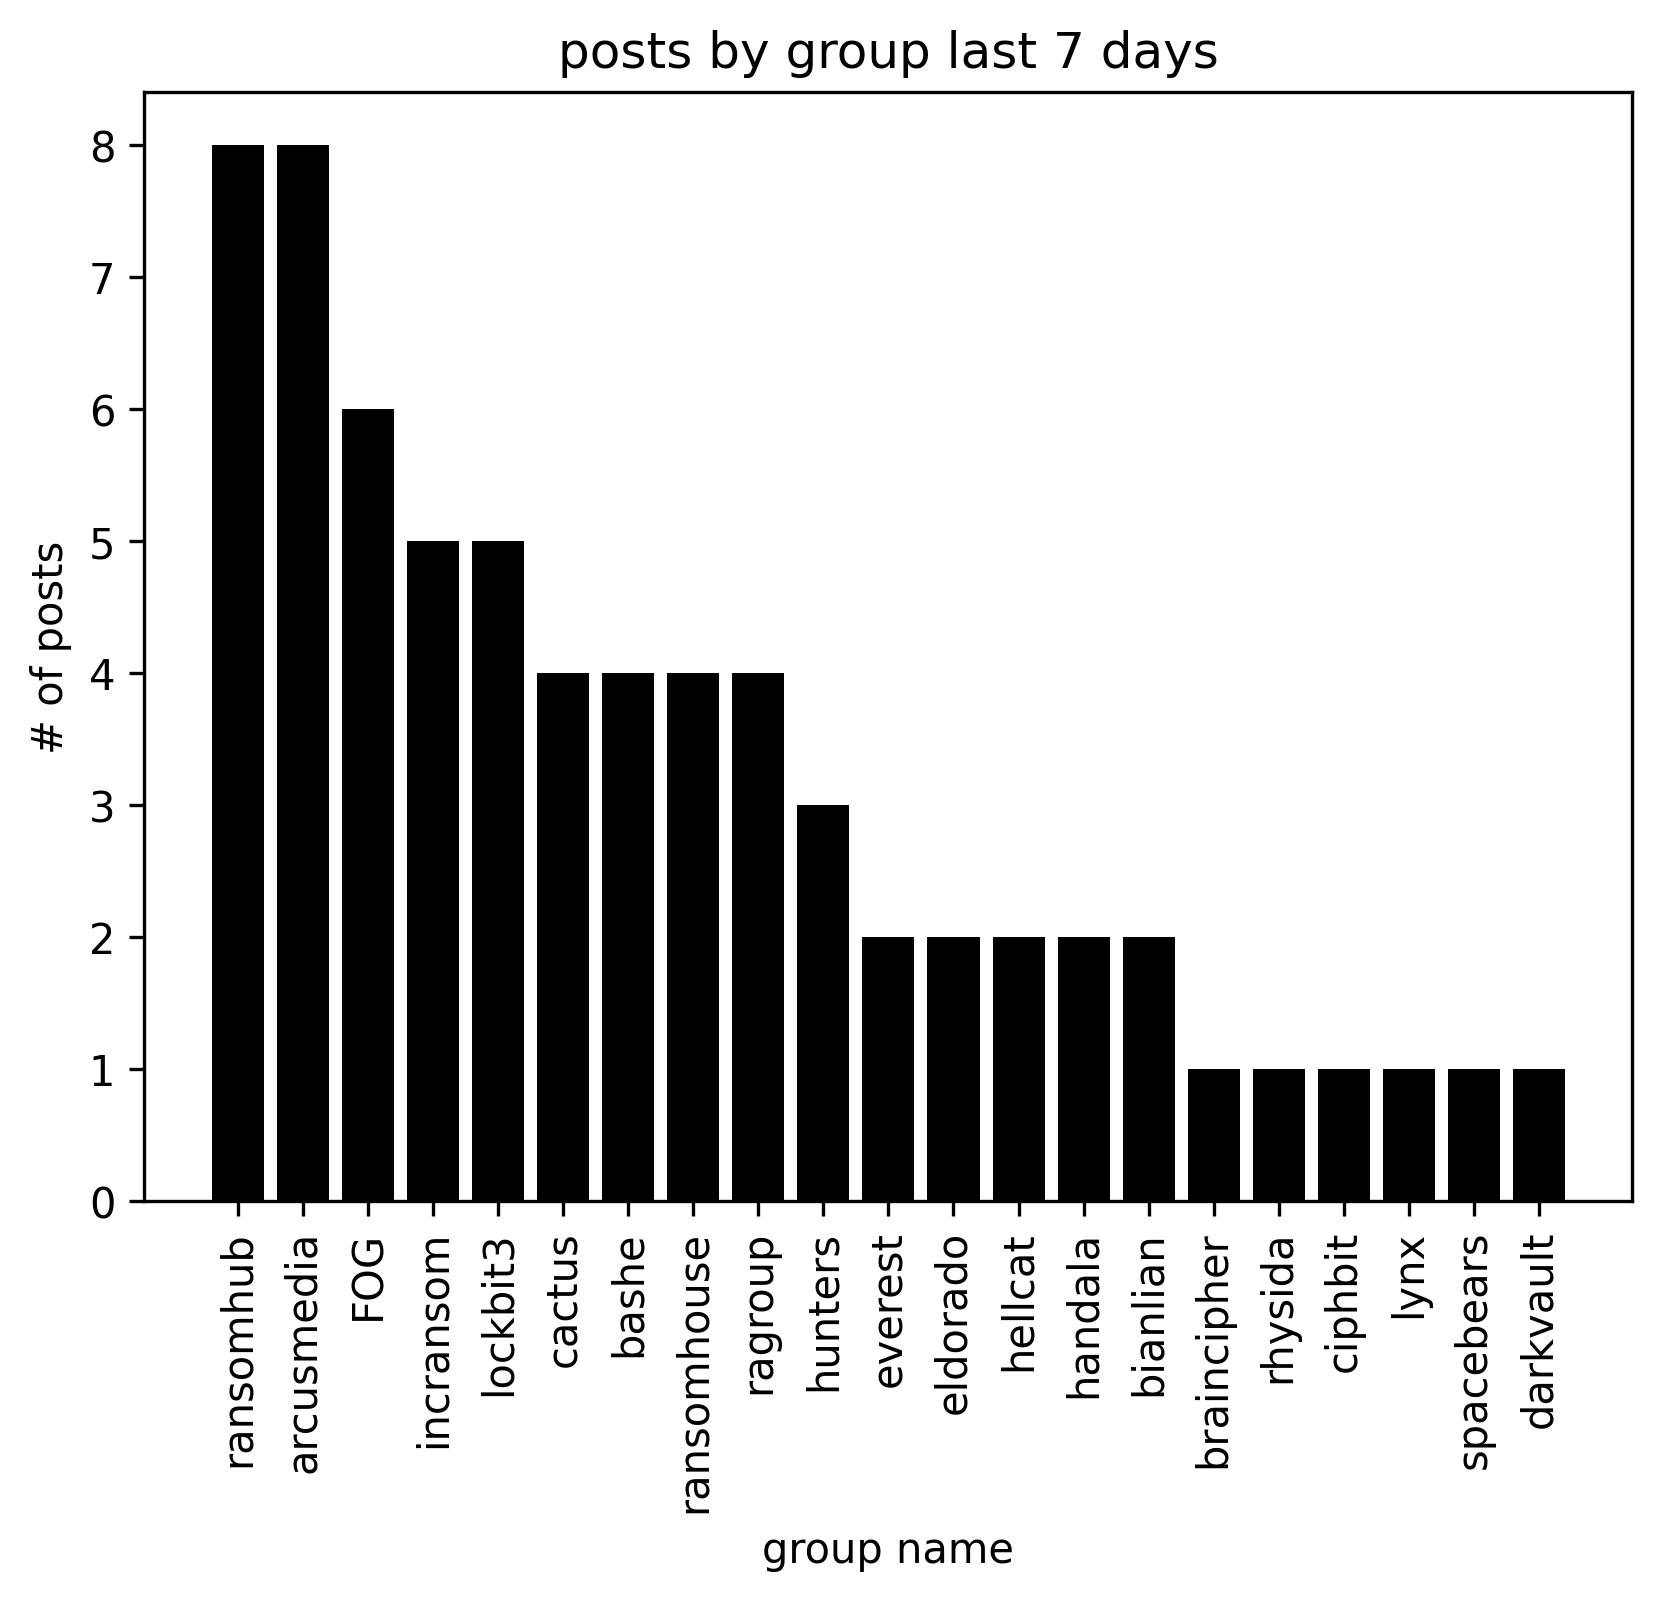 posts by group last 7 days
# of posts
8
7
6
5
4
3
2
1
0
ransomhub
arcusmedia
FOG
incransom
lockbit3
cactus
bashe
ransomhouse
ragroup
hunters
everest
eldorado
hellcat
handala
bianlian
braincipher
rhysida
ciphbit
lynx
spacebears
darkvault
group name